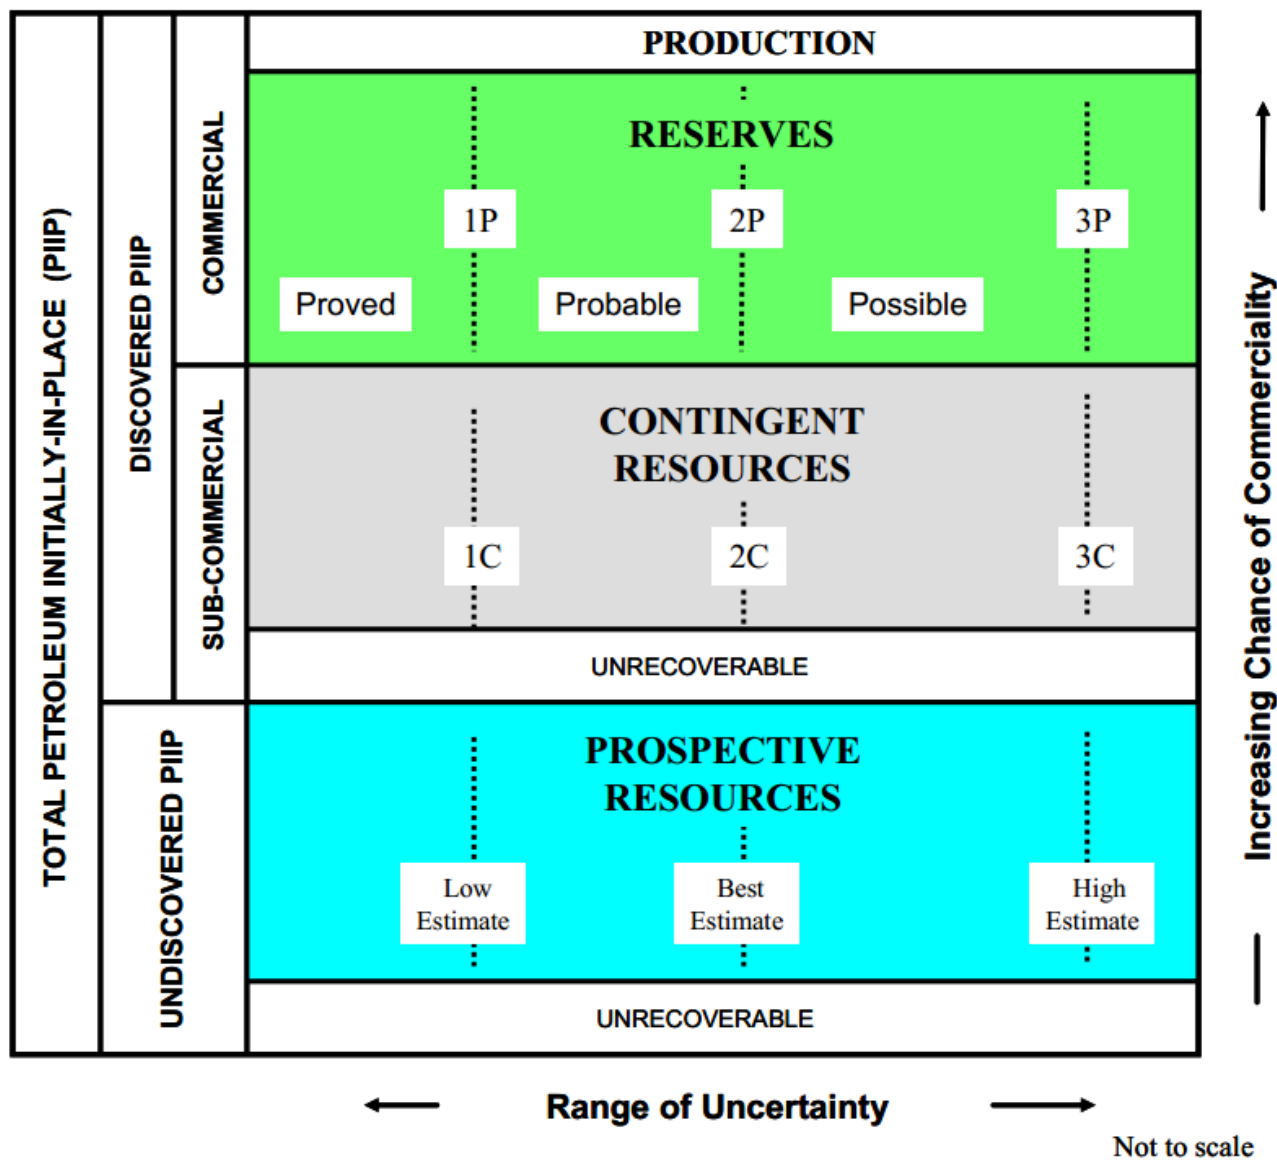 TOTAL PETROLEUM INITIALLY-IN-PLACE (PIIP)
DISCOVERED PIIP
UNDISCOVERED PIIP
COMMERCIAL
SUB-COMMERCIAL
PRODUCTION
RESERVES
1P
2P
3P
Proved
Probable
Possible
CONTINGENT
RESOURCES
1C
2C
3C
UNRECOVERABLE
PROSPECTIVE
RESOURCES
Low
Estimate
Best
Estimate
High
Estimate
UNRECOVERABLE
Increasing Chance of Commerciality
Range of Uncertainty
Not to scale